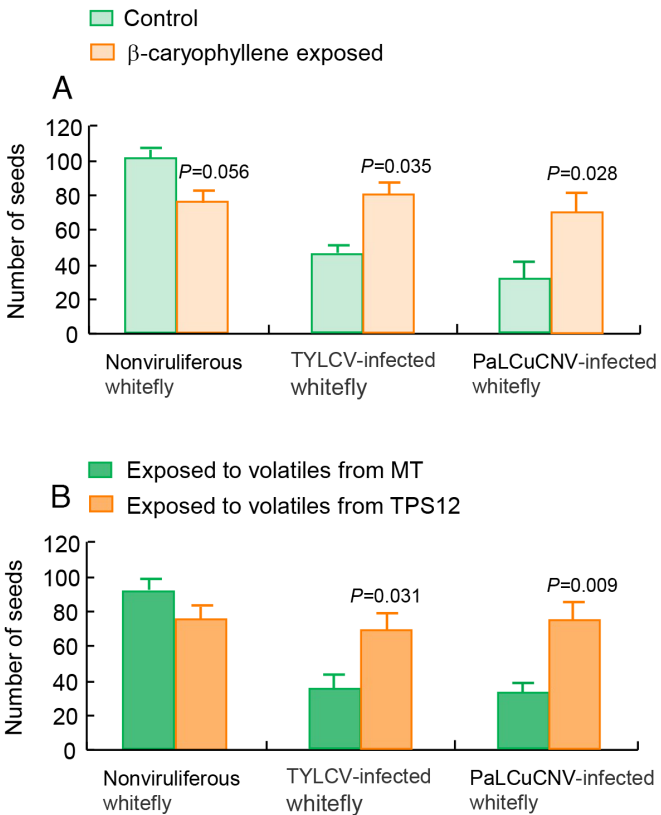 Control
β-caryophyllene exposed
A
Number of seeds
120
100
80
60
40
20
0
P=0.056
P=0.035
P=0.028
Nonviruliferous
whitefly
TYLCV-infected
whitefly
PaLCuCNV-infected
whitefly
Exposed to volatiles from MT
B
Exposed to volatiles from TPS12
Number of seeds
120
100
80
60
40
20
0
P=0.031
P=0.009
Nonviruliferous
whitefly
TYLCV-infected
whitefly
PaLCuCNV-infected
whitefly